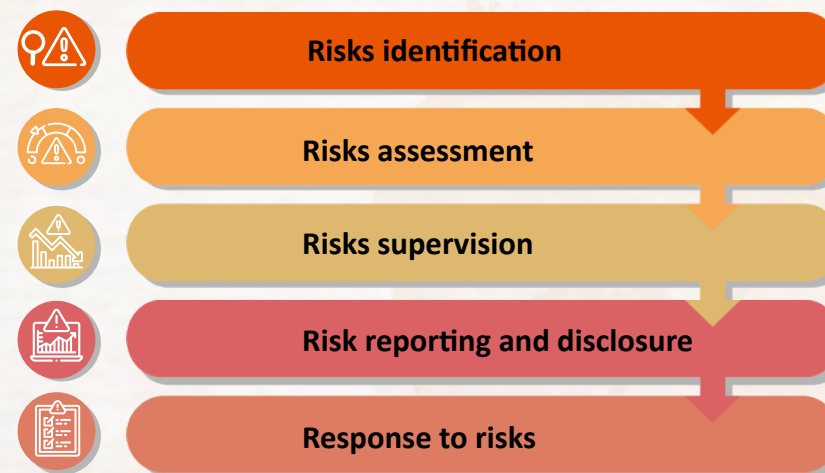 Risks identification
Risks assessment
Risks supervision
Risk reporting and disclosure
Response to risks